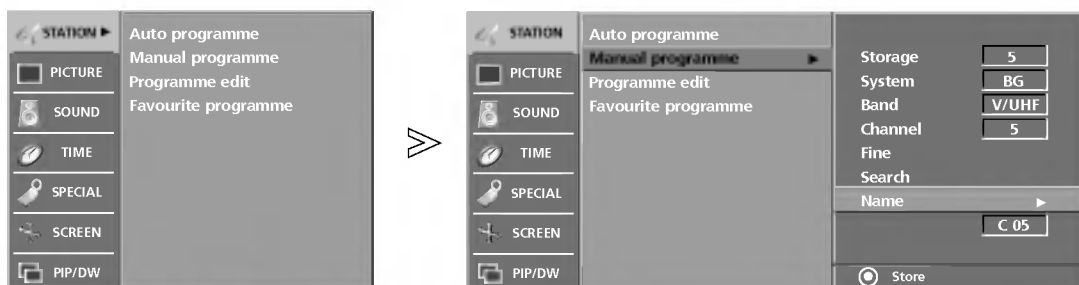 STATION ►
PICTURE
SOUND
TIME
SPECIAL
SCREEN
PIP/DW
Auto programme
Manual programme
Programme edit
Favourite programme
STATION
PICTURE
SOUND
TIME
SPECIAL
SCREEN
PIP/DW
Auto programme
Manual programme ►
Programme edit
Favourite programme
Storage 5
System BG
Band V/UHF
Channel 5
Fine
Search
Name ►
C 05
Store